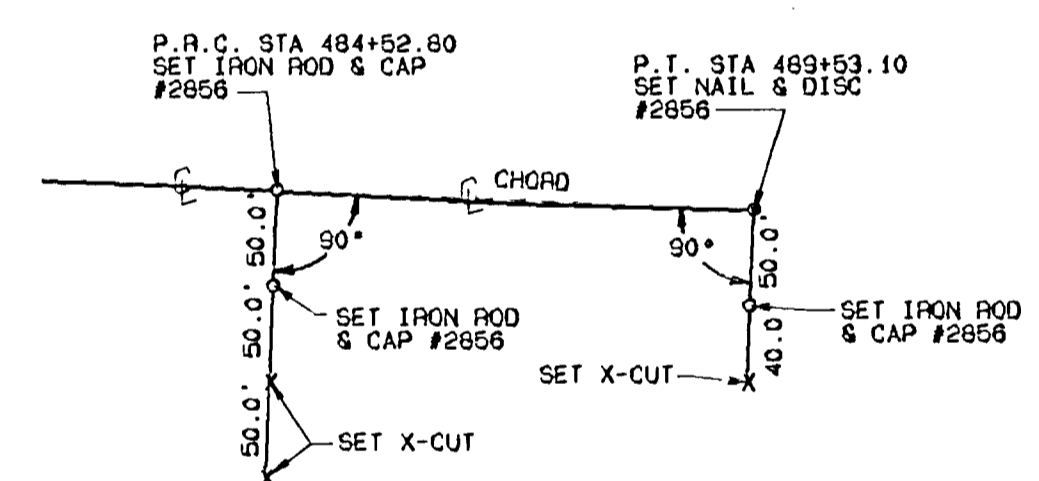 P.R.C. STA 484+52.80
SET IRON ROD & CAP
#2856
P.T. STA 489+53.10
SET NAIL & DISC
#2856
℄
℄ CHORD
50.0'
90°
90°
50.0'
50.0'
SET IRON ROD
& CAP #2856
40.0
SET IRON ROD
& CAP #2856
SET X-CUT
50.0'
SET X-CUT